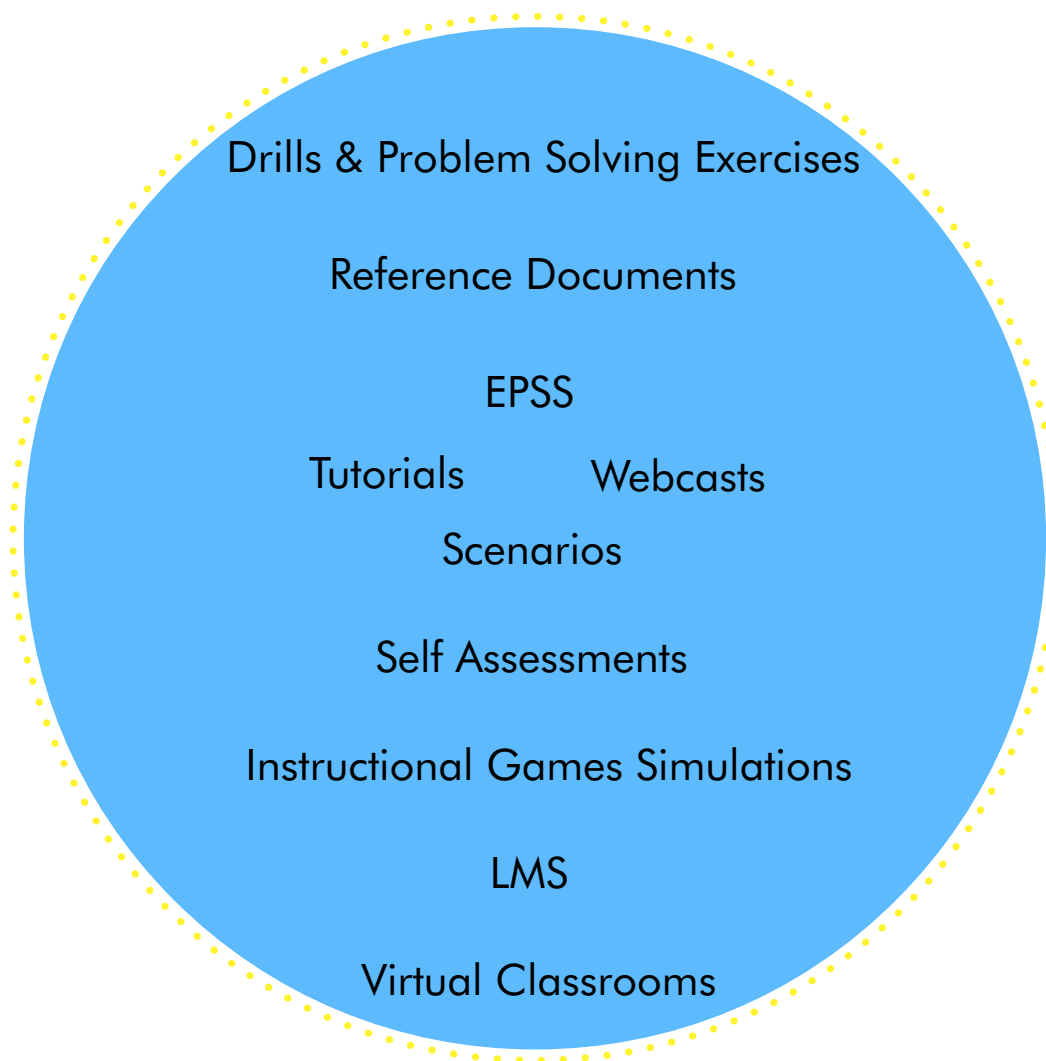 Drills & Problem Solving Exercises
Reference Documents
EPSS
Tutorials Webcasts
Scenarios
Self Assessments
Instructional Games Simulations
LMS
Virtual Classrooms